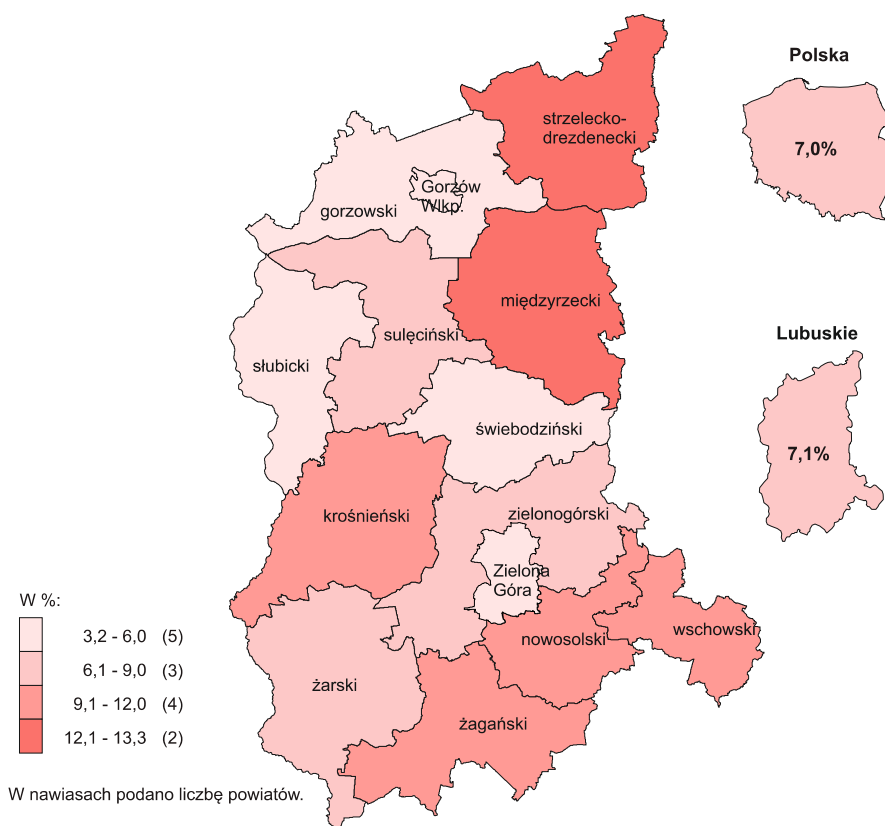 Polska
7,0%
strzelecko-
drezdenecki
Gorzów
Wlkp.
gorzowski
międzyrzecki
sulęciński
słubicki
Lubuskie
7,1%
świebodziński
krośnieński
zielonogórski
Zielona
Góra
nowosolski
wschowski
żarski
żagański
W %:
3,2 - 6,0 (5)
6,1 - 9,0 (3)
9,1 - 12,0 (4)
12,1 - 13,3 (2)
W nawiasach podano liczbę powiatów.